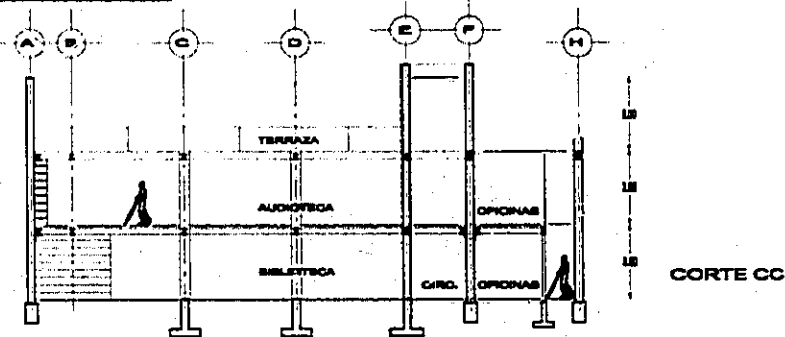 A B C D E F H
TERRAZA
AUDIOTECA OFICINAS
BIBLIOTECA CIRC. OFICINAS
CORTE CC